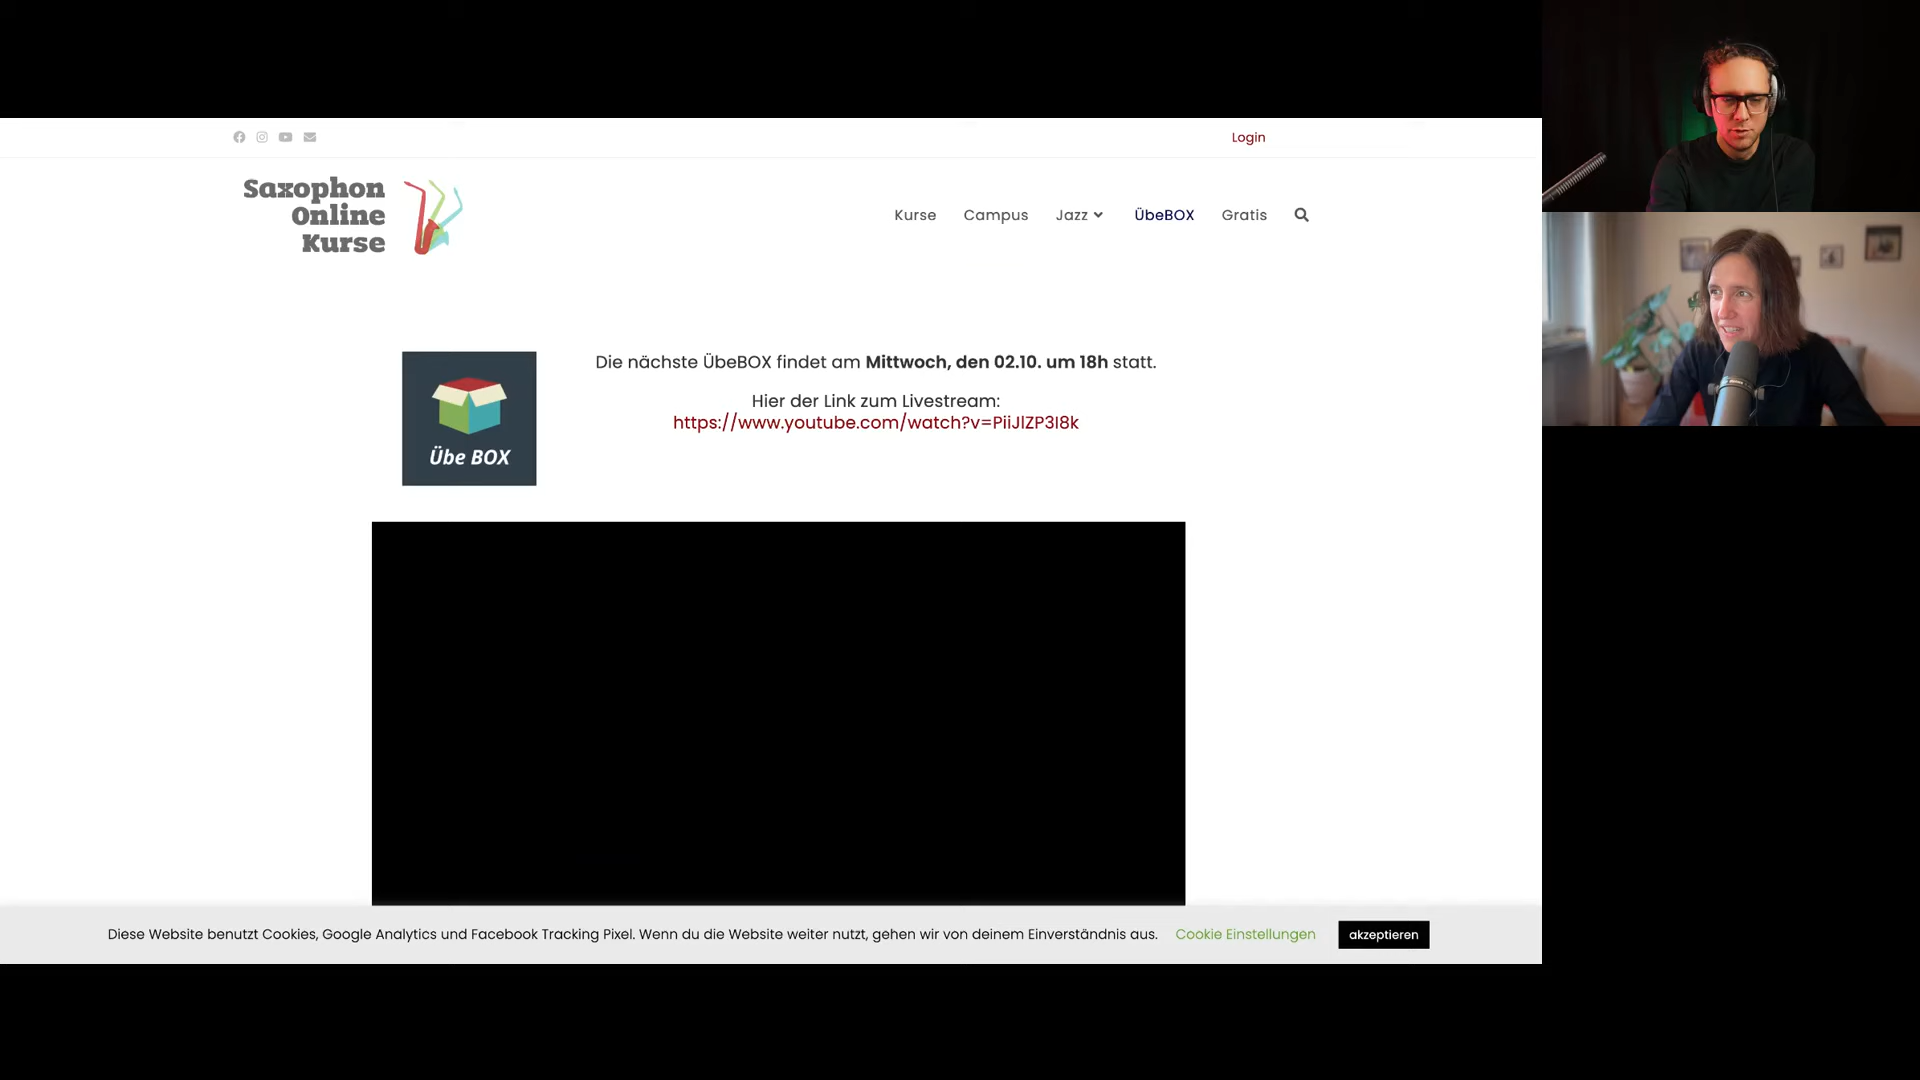 Login
Saxophon
Online
Kurse
Kurse Campus Jazz ÜbeBOX Gratis
Die nächste ÜbeBOX findet am Mittwoch, den 02.10. um 18h statt.
Hier der Link zum Livestream:
https://www.youtube.com/watch?v=PiiJlZP3I8k
Übe BOX
Diese Website benutzt Cookies, Google Analytics und Facebook Tracking Pixel. Wenn du die Website weiter nutzt, gehen wir von deinem Einverständnis aus. Cookie Einstellungen akzeptieren